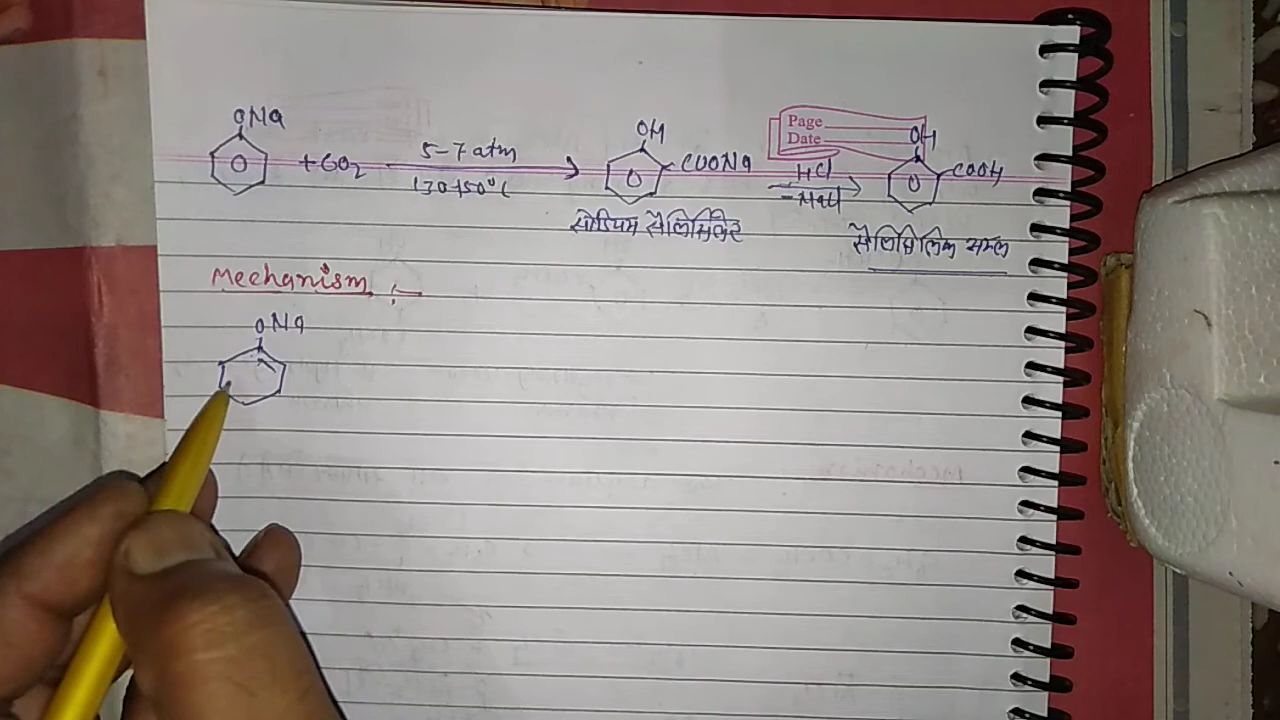 Page
Date
ONa + CO2 5-7 atm 130-150°C OH COONa HCl -NaCl OH COOH
सोडियम सैलिसिलेट सैलिसिलिक अम्ल
Mechanism :-
ONa